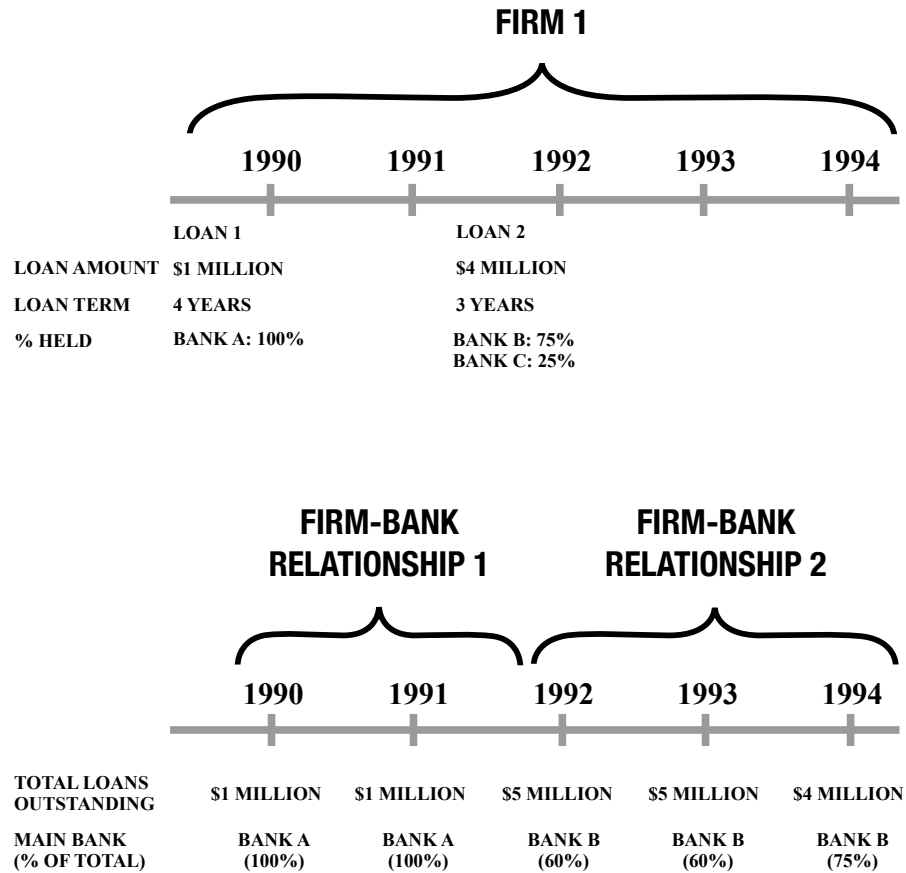 FIRM 1
1990 1991 1992 1993 1994
LOAN 1 LOAN 2
LOAN AMOUNT $1 MILLION $4 MILLION
LOAN TERM 4 YEARS 3 YEARS
% HELD BANK A: 100% BANK B: 75%
BANK C: 25%
FIRM-BANK FIRM-BANK
RELATIONSHIP 1 RELATIONSHIP 2
1990 1991 1992 1993 1994
TOTAL LOANS
OUTSTANDING $1 MILLION $1 MILLION $5 MILLION $5 MILLION $4 MILLION
MAIN BANK BANK A BANK A BANK B BANK B BANK B
(% OF TOTAL) (100%) (100%) (60%) (60%) (75%)